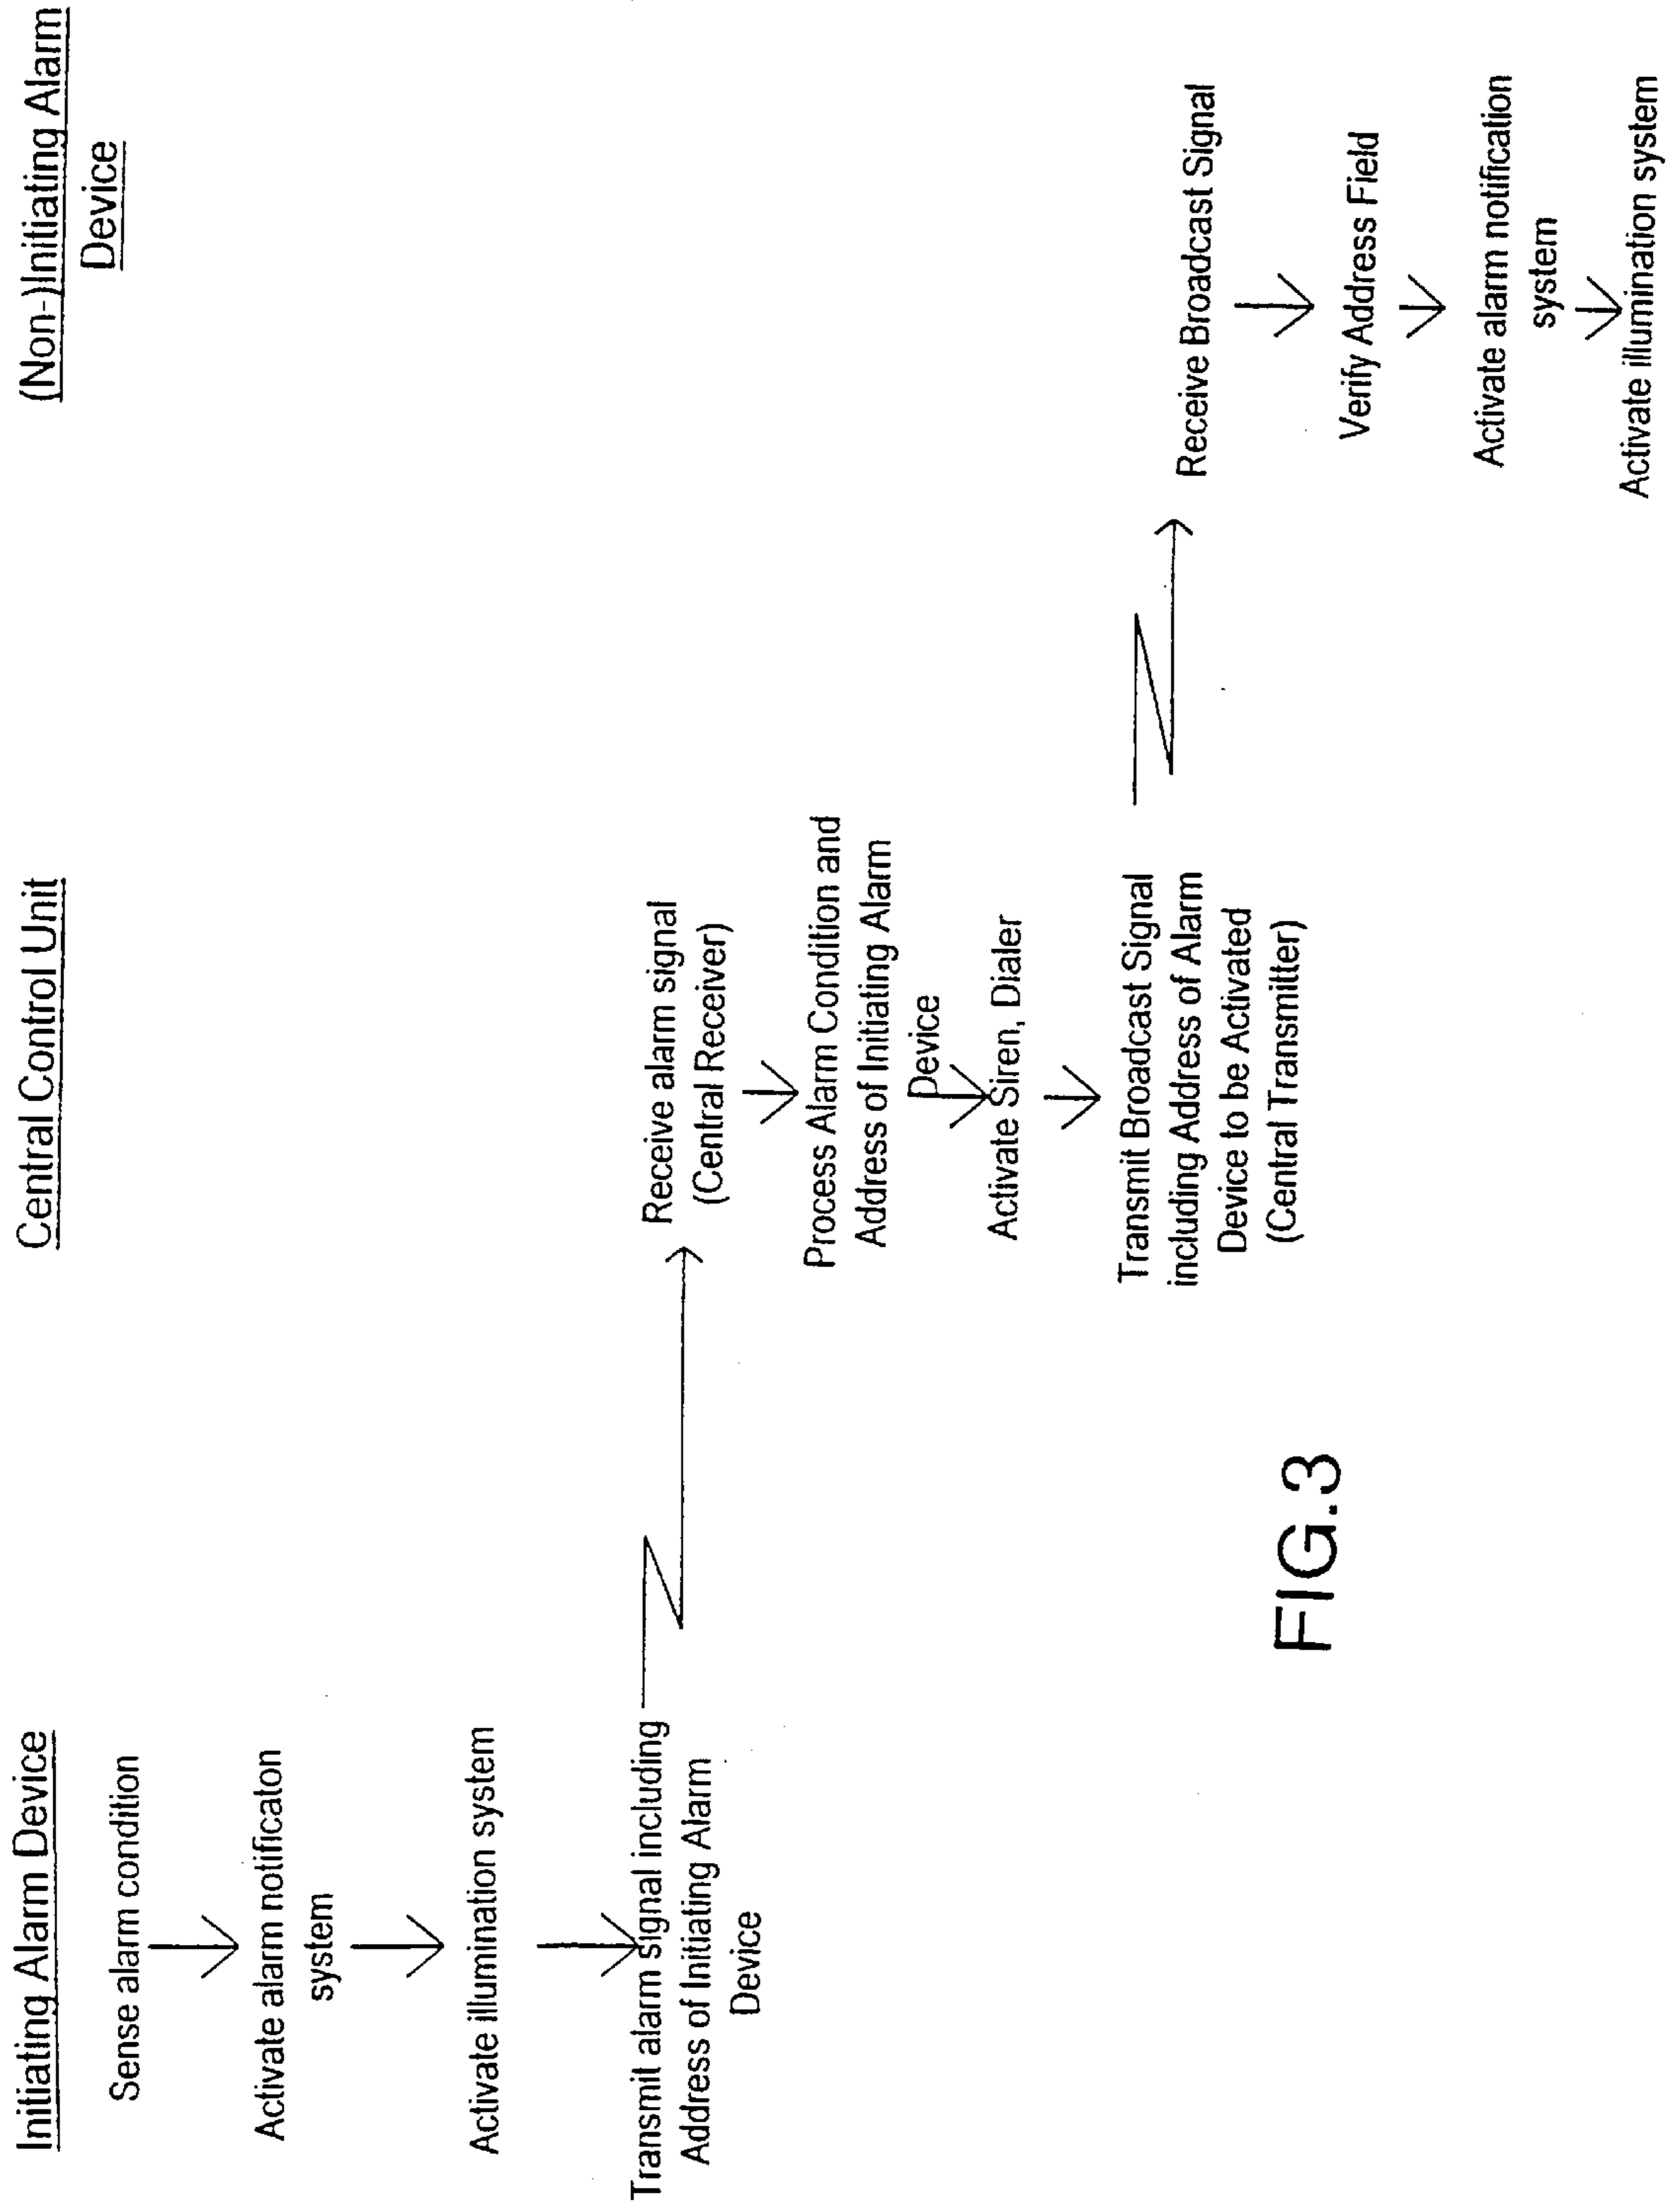 Initiating Alarm Device
Sense alarm condition
Activate alarm notificaton
system
Activate illumination system
Transmit alarm signal including
Address of Initiating Alarm
Device
Central Control Unit
Receive alarm signal
(Central Receiver)
Process Alarm Condition and
Address of Initiating Alarm
Device
Activate Siren, Dialer
Transmit Broadcast Signal
including Address of Alarm
Device to be Activated
(Central Transmitter)
(Non-)Initiating Alarm
Device
Receive Broadcast Signal
Verify Address Field
Activate alarm notification
system
Activate illumination system
FIG.3